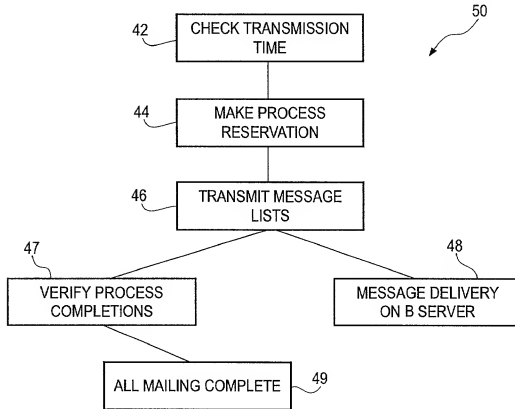 50
42
CHECK TRANSMISSION
TIME
44
MAKE PROCESS
RESERVATION
46
TRANSMIT MESSAGE
LISTS
47
VERIFY PROCESS
COMPLETIONS
48
MESSAGE DELIVERY
ON B SERVER
ALL MAILING COMPLETE
49